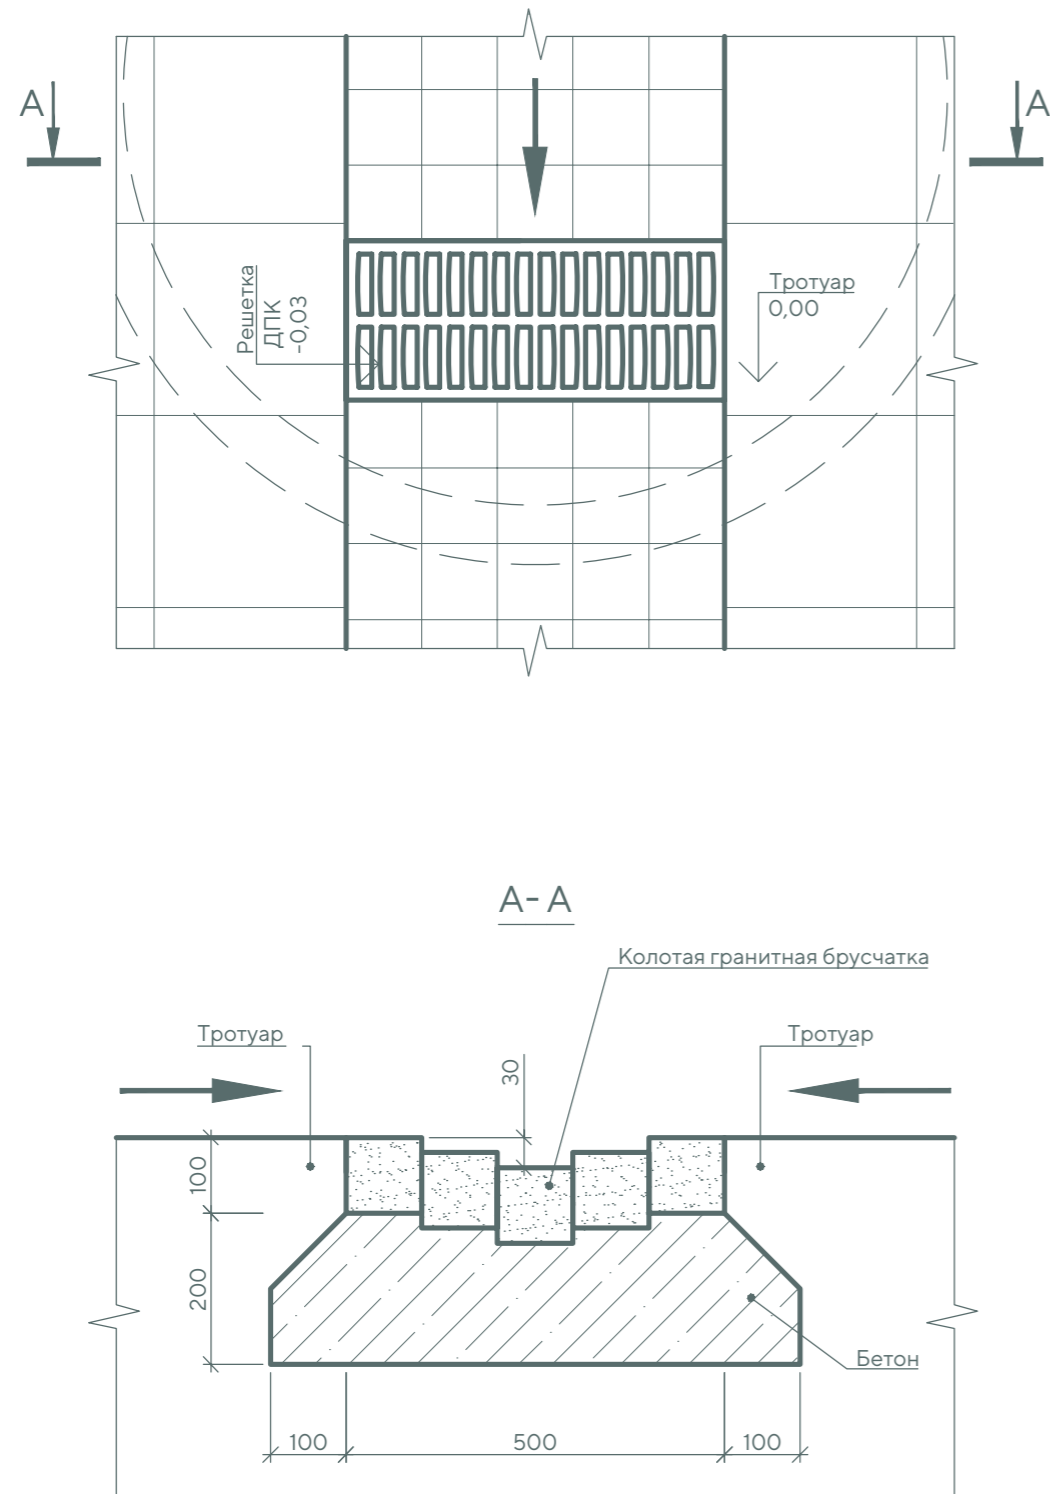 А
А
Решетка
ДПК
-0,03
Тротуар
0,00
А- А
Колотая гранитная брусчатка
Тротуар
Тротуар
30
100
200
Бетон
100
500
100